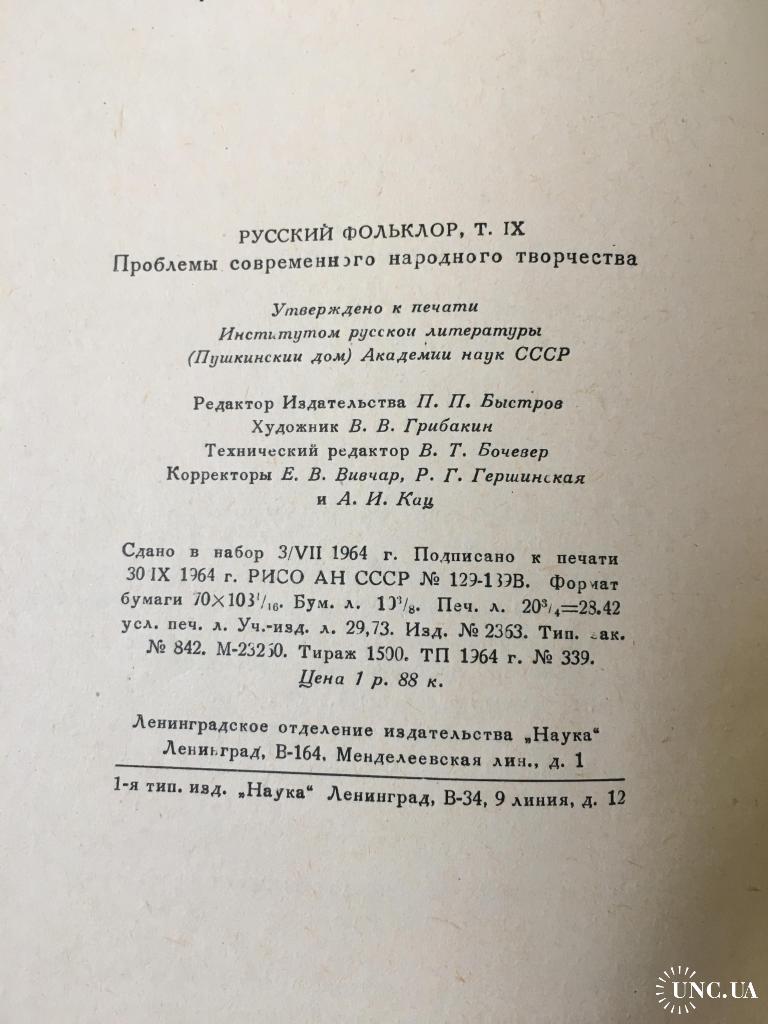 РУССКИЙ ФОЛЬКЛОР, Т. IX
Проблемы современного народного творчества
Утверждено к печати
Институтом русской литературы
(Пушкинский дом) Академии наук СССР
Редактор Издательства П. П. Быстров
Художник В. В. Грибакин
Технический редактор В. Т. Бочевер
Корректоры Е. В. Вивчар, Р. Г. Гершинская
и А. И. Кац
Сдано в набор 3/VII 1964 г. Подписано к печати
30 IX 1964 г. РИСО АН СССР № 129-139В. Формат
бумаги 70×108¹/₁₆. Бум. л. 10³/₈. Печ. л. 20³/₄=28.42
усл. печ. л. Уч.-изд. л. 29,73. Изд. № 2363. Тип. зак.
№ 842. Тираж 1500. ТП 1964 г. № 339.
Цена 1 р. 88 к.
Ленинградское отделение издательства „Наука“
Ленинград, В-164, Менделеевская лин., д. 1
1-я тип. изд. „Наука“ Ленинград, В-34, 9 линия, д. 12
UNC.UA